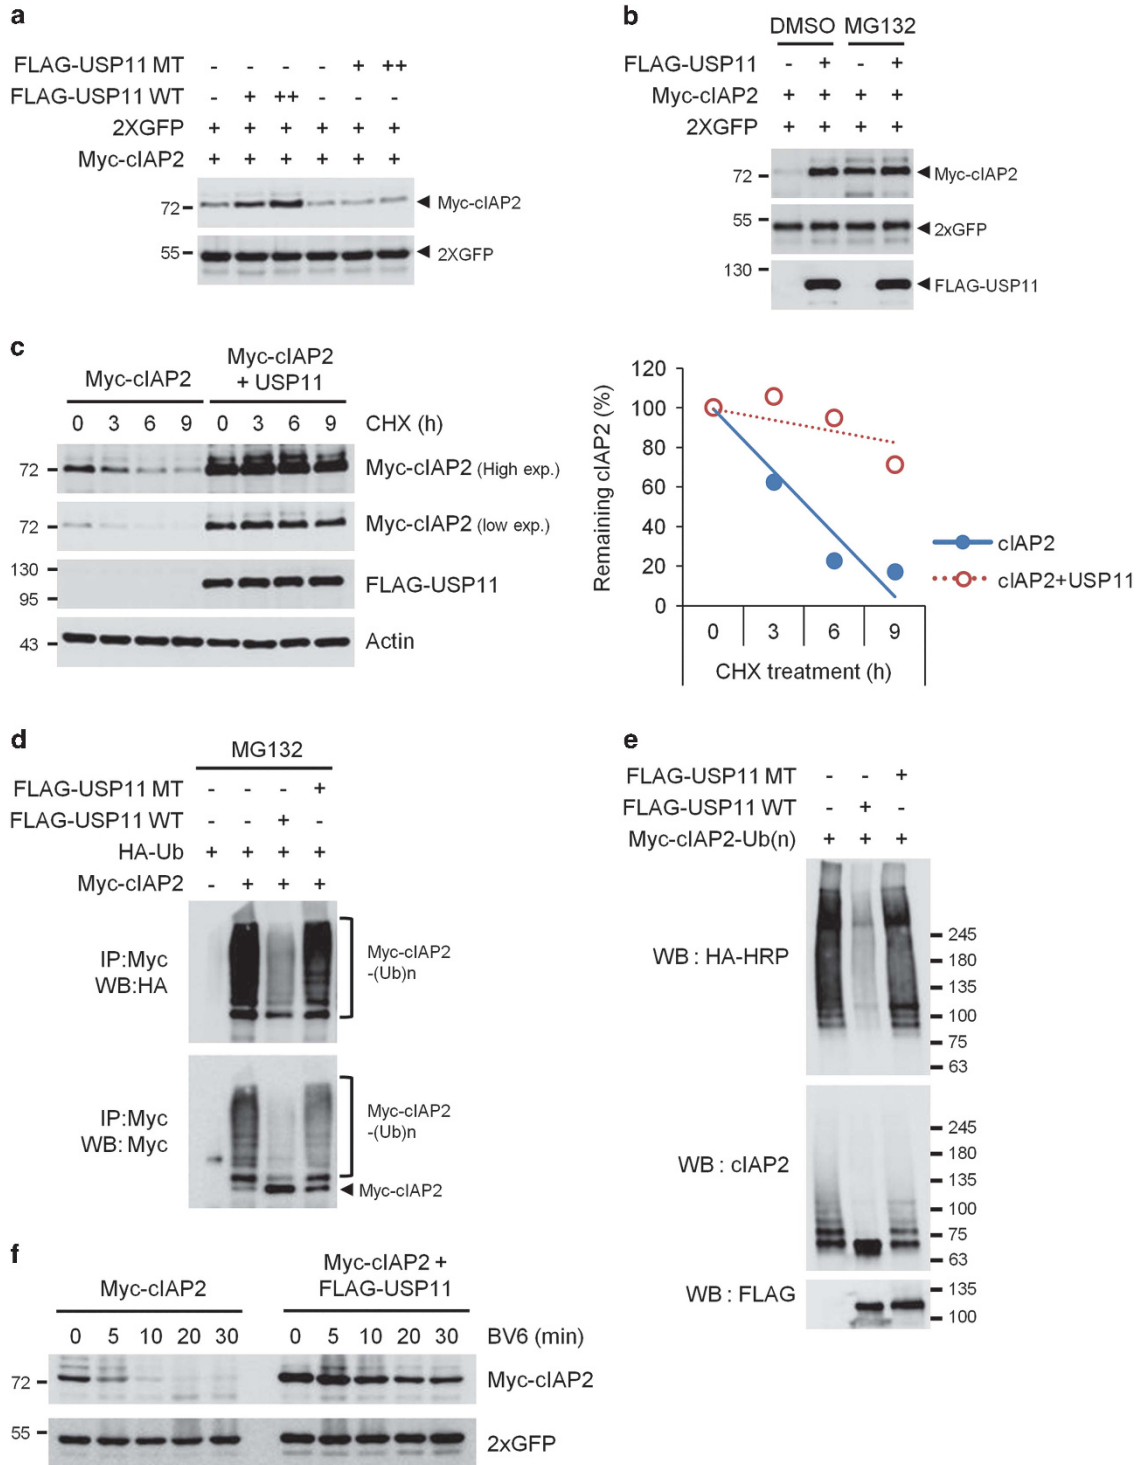 a
FLAG-USP11 MT - - - - + ++
FLAG-USP11 WT - + ++ - - -
2XGFP + + + + + +
Myc-cIAP2 + + + + + +
72
Myc-cIAP2
55
2XGFP
b
DMSO MG132
FLAG-USP11 - + - +
Myc-cIAP2 + + + +
2XGFP + + + +
72
Myc-cIAP2
55
2xGFP
130
FLAG-USP11
c
Myc-cIAP2
Myc-cIAP2
+ USP11
0 3 6 9 0 3 6 9 CHX (h)
72 Myc-cIAP2 (High exp.)
72 Myc-cIAP2 (low exp.)
130
95
FLAG-USP11
43 Actin
Remaining cIAP2 (%)
120
100
80
60
40
20
0
0 3 6 9
CHX treatment (h)
cIAP2
cIAP2+USP11
d
MG132
FLAG-USP11 MT - - - +
FLAG-USP11 WT - - + -
HA-Ub + + + +
Myc-cIAP2 - + + +
IP:Myc
WB:HA
Myc-cIAP2
-(Ub)n
IP:Myc
WB: Myc
Myc-cIAP2
-(Ub)n
Myc-cIAP2
e
FLAG-USP11 MT - - +
FLAG-USP11 WT - + -
Myc-cIAP2-Ub(n) + + +
WB : HA-HRP
245
180
135
100
75
63
WB : cIAP2
245
180
135
100
75
63
WB : FLAG
135
100
f
Myc-cIAP2
Myc-cIAP2 +
FLAG-USP11
0 5 10 20 30 0 5 10 20 30 BV6 (min)
72 Myc-cIAP2
55 2xGFP